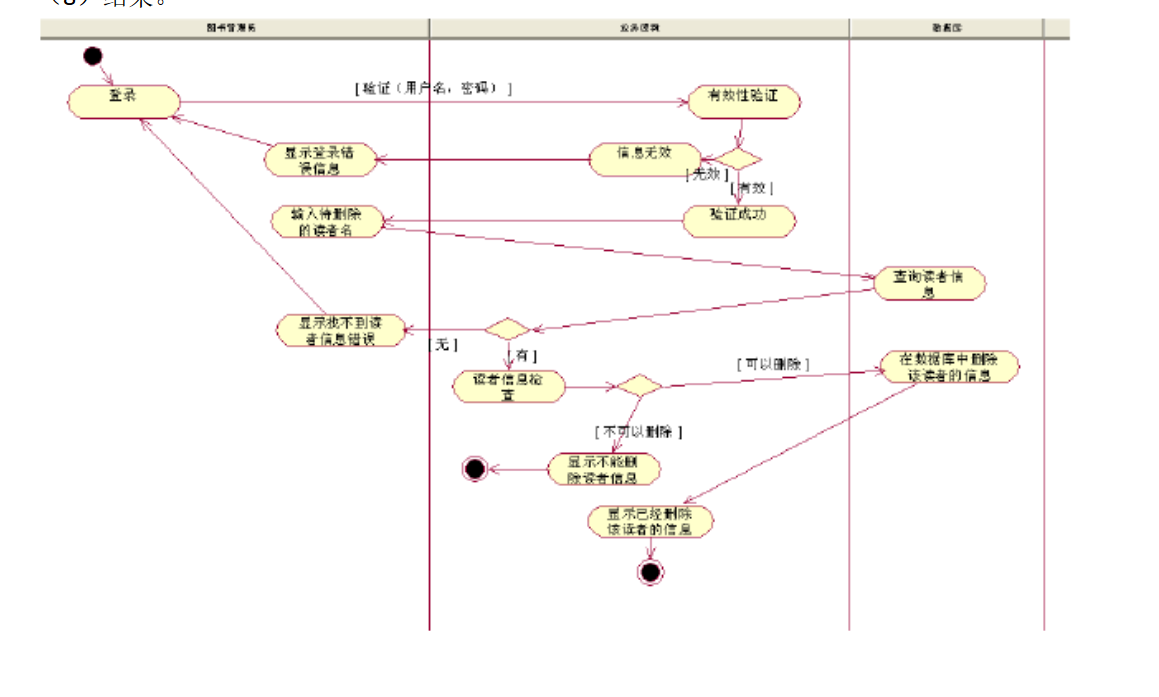 (8) 结果。
图书管理员
业务逻辑
数据库
登录
[ 验证（用户名，密码） ]
有效性验证
显示登录错
误信息
信息无效
[ 无效 ]
[ 有效 ]
输入待删除
的读者名
验证成功
查询读者信
息
显示找不到读
者信息错误
[ 无 ]
[ 有 ]
读者信息检
查
[ 可以删除 ]
在数据库中删除
该读者的信息
[ 不可以删除 ]
显示不能删
除读者信息
显示已经删除
该读者的信息